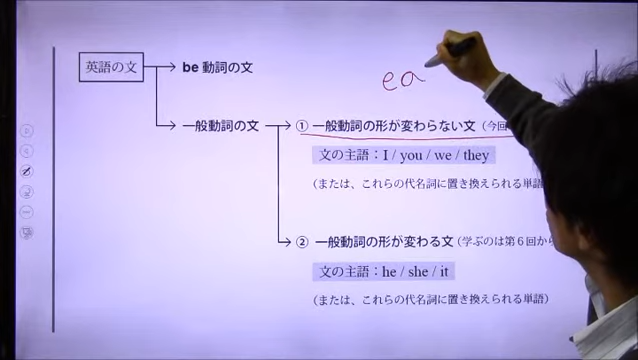 ea
英語の文
be 動詞の文
一般動詞の文
① 一般動詞の形が変わらない文（今回
文の主語：I / you / we / they
（または、これらの代名詞に置き換えられる単語
② 一般動詞の形が変わる文（学ぶのは第６回から
文の主語：he / she / it
（または、これらの代名詞に置き換えられる単語）